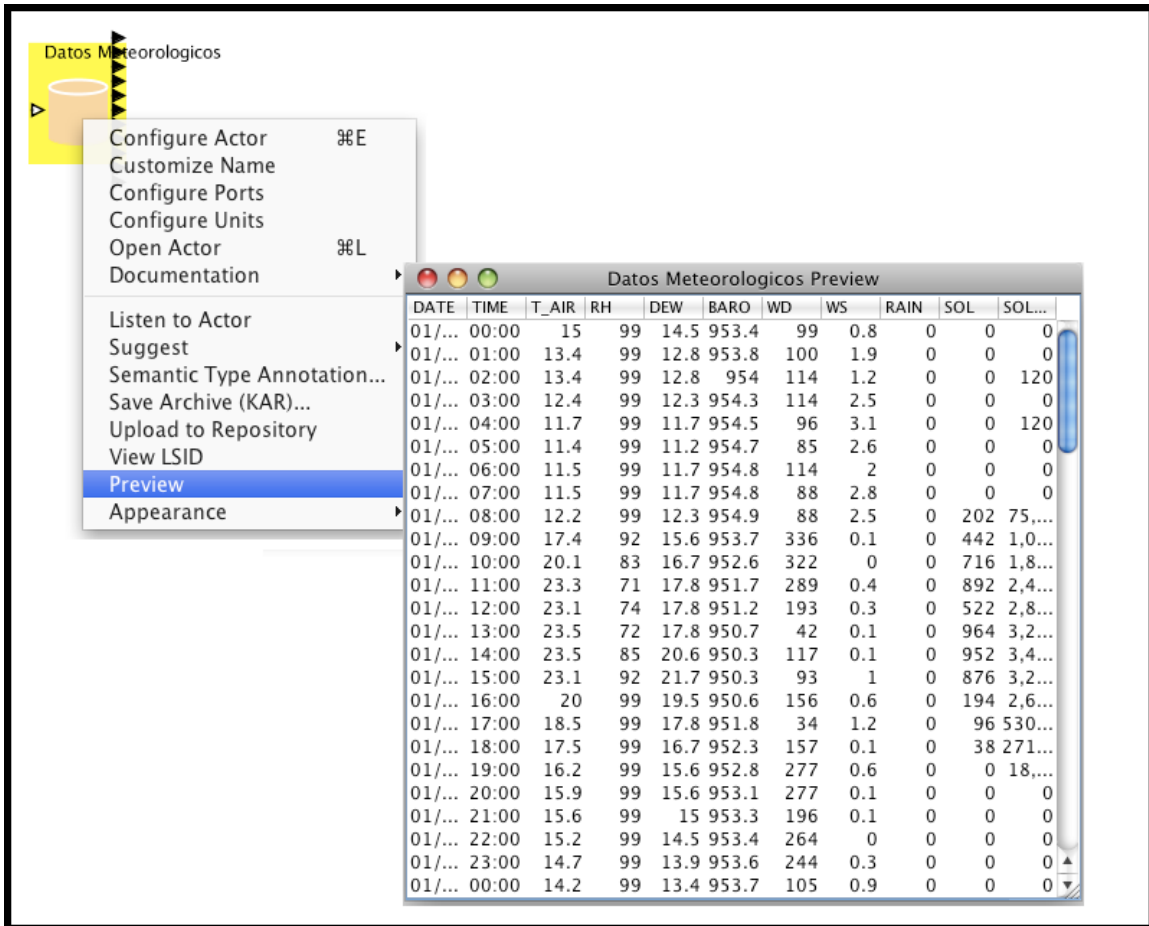 Datos Meteorologicos
Configure Actor ⌘E
Customize Name
Configure Ports
Configure Units
Open Actor ⌘L
Documentation
Listen to Actor
Suggest
Semantic Type Annotation...
Save Archive (KAR)...
Upload to Repository
View LSID
Preview
Appearance
Datos Meteorologicos Preview
DATE TIME T_AIR RH DEW BARO WD WS RAIN SOL SOL...
01/... 00:00 15 99 14.5 953.4 99 0.8 0 0 0
01/... 01:00 13.4 99 12.8 953.8 100 1.9 0 0 0
01/... 02:00 13.4 99 12.8 954 114 1.2 0 0 120
01/... 03:00 12.4 99 12.3 954.3 114 2.5 0 0 0
01/... 04:00 11.7 99 11.7 954.5 96 3.1 0 0 120
01/... 05:00 11.4 99 11.2 954.7 85 2.6 0 0 0
01/... 06:00 11.5 99 11.7 954.8 114 2 0 0 0
01/... 07:00 11.5 99 11.7 954.8 88 2.8 0 0 0
01/... 08:00 12.2 99 12.3 954.9 88 2.5 0 202 75,...
01/... 09:00 17.4 92 15.6 953.7 336 0.1 0 442 1,0...
01/... 10:00 20.1 83 16.7 952.6 322 0 0 716 1,8...
01/... 11:00 23.3 71 17.8 951.7 289 0.4 0 892 2,4...
01/... 12:00 23.1 74 17.8 951.2 193 0.3 0 522 2,8...
01/... 13:00 23.5 72 17.8 950.7 42 0.1 0 964 3,2...
01/... 14:00 23.5 85 20.6 950.3 117 0.1 0 952 3,4...
01/... 15:00 23.1 92 21.7 950.3 93 1 0 876 3,2...
01/... 16:00 20 99 19.5 950.6 156 0.6 0 194 2,6...
01/... 17:00 18.5 99 17.8 951.8 34 1.2 0 96 530...
01/... 18:00 17.5 99 16.7 952.3 157 0.1 0 38 271...
01/... 19:00 16.2 99 15.6 952.8 277 0.6 0 0 18,...
01/... 20:00 15.9 99 15.6 953.1 277 0.1 0 0 0
01/... 21:00 15.6 99 15 953.3 196 0.1 0 0 0
01/... 22:00 15.2 99 14.5 953.4 264 0 0 0 0
01/... 23:00 14.7 99 13.9 953.6 244 0.3 0 0 0
01/... 00:00 14.2 99 13.4 953.7 105 0.9 0 0 0